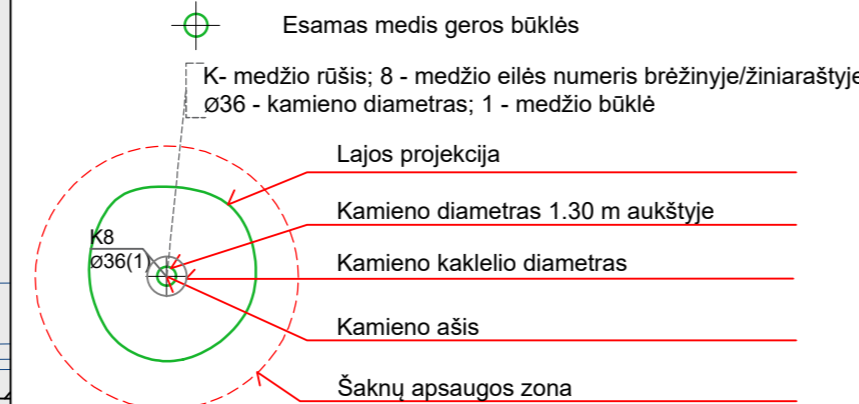 Esamas medis geros būklės
K- medžio rūšis; 8 - medžio eilės numeris brėžinyje/žiniaraštyje
Ø36 - kamieno diametras; 1 - medžio būklė
Lajos projekcija
Kamieno diametras 1.30 m aukštyje
K8
Ø36(1)
Kamieno kaklelio diametras
Kamieno ašis
Šaknų apsaugos zona